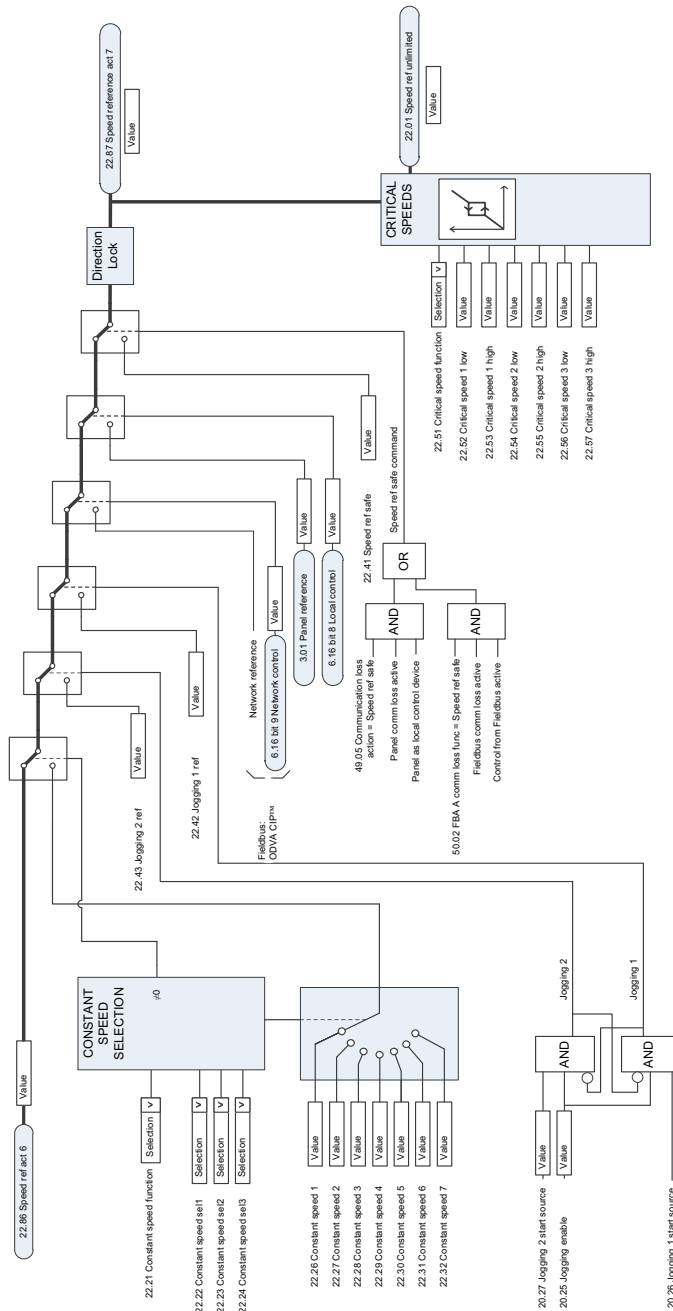 22.86 Speed ref act 6
Value
22.21 Constant speed function
Selection
v
22.22 Constant speed sel1
Selection
v
22.23 Constant speed sel2
Selection
v
22.24 Constant speed sel3
Selection
v
CONSTANT
SPEED
SELECTION
≠0
22.26 Constant speed 1
Value
22.27 Constant speed 2
Value
22.28 Constant speed 3
Value
22.29 Constant speed 4
Value
22.30 Constant speed 5
Value
22.31 Constant speed 6
Value
22.32 Constant speed 7
Value
20.27 Jogging 2 start source
Value
20.25 Jogging enable
Value
20.26 Jogging 1 start source
AND
AND
Jogging 2
Jogging 1
22.43 Jogging 2 ref
Value
22.42 Jogging 1 ref
Value
Fieldbus:
ODVA CIP™
Network reference
6.16 bit 9 Network control
Value
3.01 Panel reference
Value
6.16 bit 8 Local control
Value
22.41 Speed ref safe
Value
49.05 Communication loss
action = Speed ref safe
Panel comm loss active
Panel as local control device
AND
50.02 FBA A comm loss func = Speed ref safe
Fieldbus comm loss active
Control from Fieldbus active
AND
OR
Speed ref safe command
Direction
Lock
22.87 Speed reference act 7
Value
22.51 Critical speed function
Selection
v
22.52 Critical speed 1 low
Value
22.53 Critical speed 1 high
Value
22.54 Critical speed 2 low
Value
22.55 Critical speed 2 high
Value
22.56 Critical speed 3 low
Value
22.57 Critical speed 3 high
Value
CRITICAL
SPEEDS
22.01 Speed ref unlimited
Value